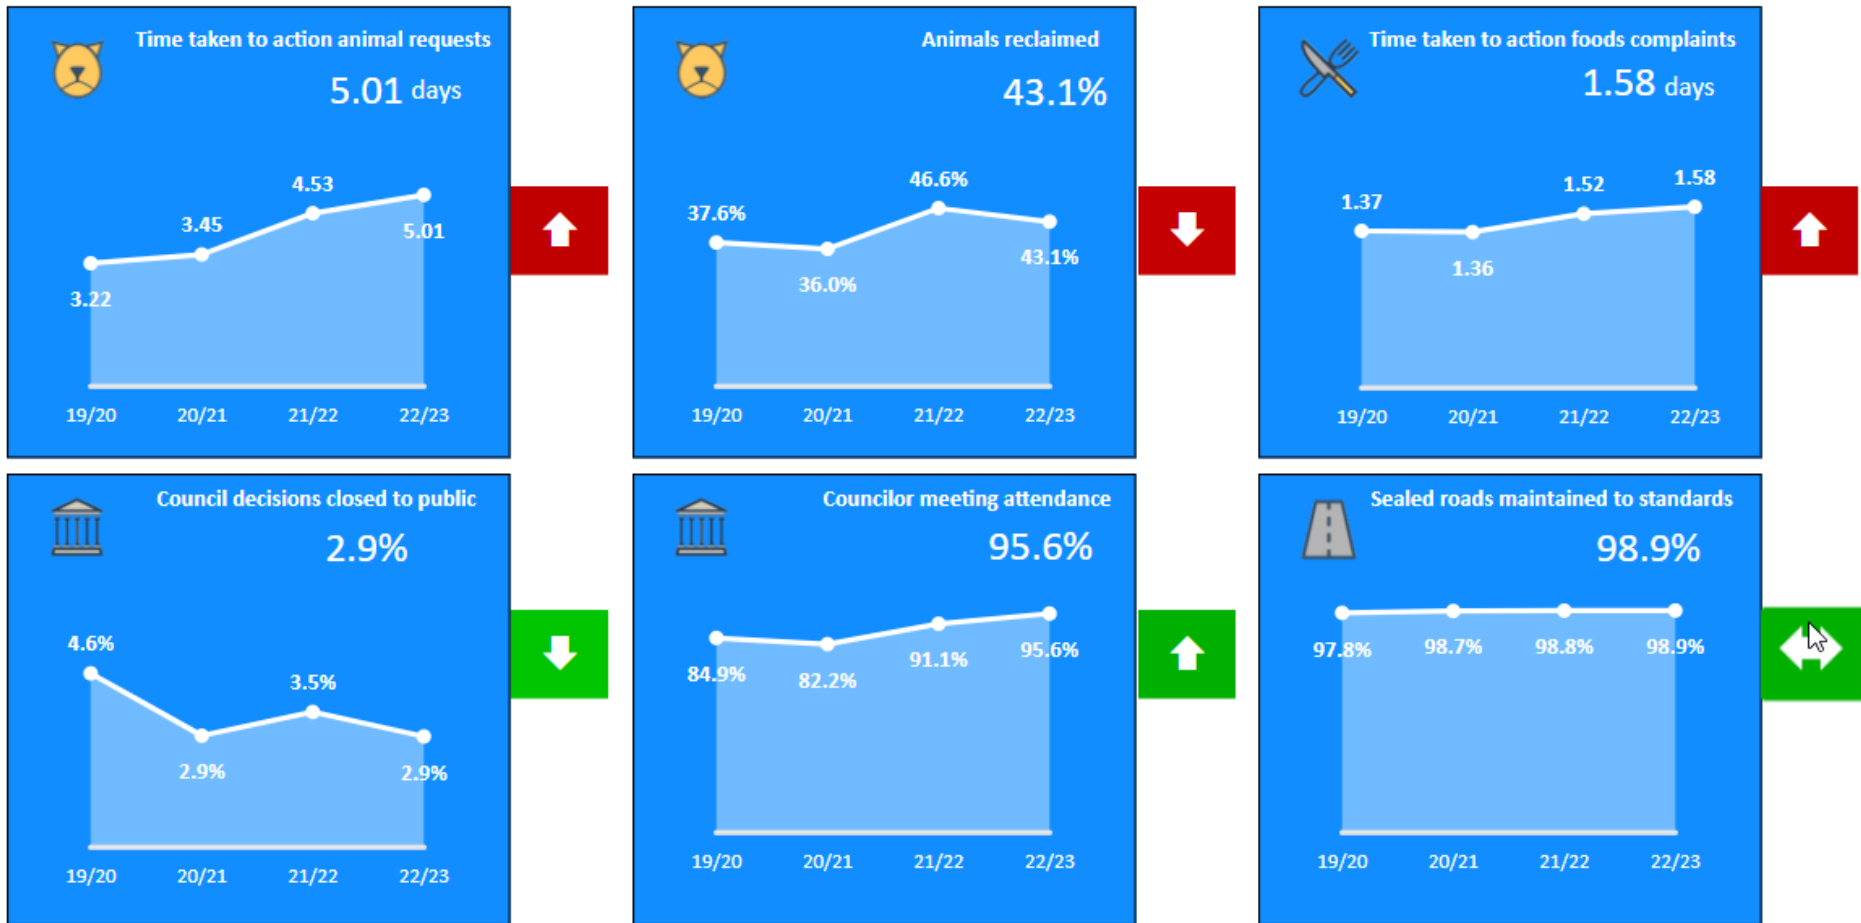 Time taken to action animal requests
5.01 days
3.22
3.45
4.53
5.01
19/20 20/21 21/22 22/23
Animals reclaimed
43.1%
37.6%
36.0%
46.6%
43.1%
19/20 20/21 21/22 22/23
Time taken to action foods complaints
1.58 days
1.37
1.36
1.52
1.58
19/20 20/21 21/22 22/23
Council decisions closed to public
2.9%
4.6%
2.9%
3.5%
2.9%
19/20 20/21 21/22 22/23
Councilor meeting attendance
95.6%
84.9%
82.2%
91.1%
95.6%
19/20 20/21 21/22 22/23
Sealed roads maintained to standards
98.9%
97.8% 98.7% 98.8% 98.9%
19/20 20/21 21/22 22/23